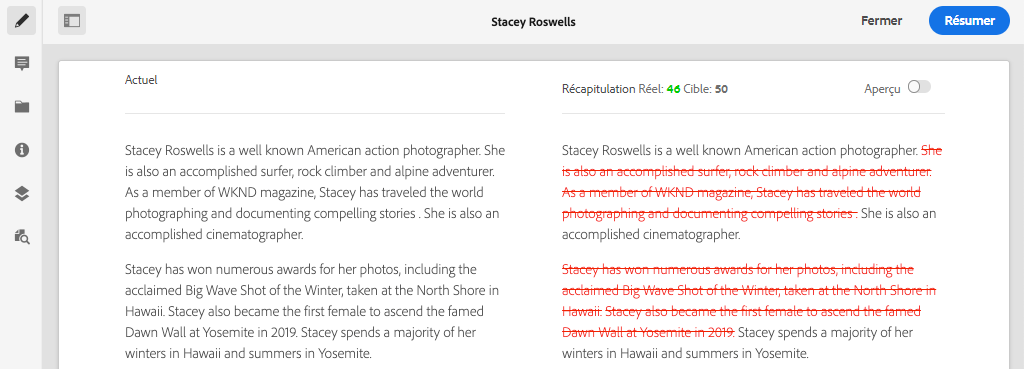 Stacey Roswells
Fermer
Résumer
Actuel
Stacey Roswells is a well known American action photographer. She
is also an accomplished surfer, rock climber and alpine adventurer.
As a member of WKND magazine, Stacey has traveled the world
photographing and documenting compelling stories . She is also an
accomplished cinematographer.
Stacey has won numerous awards for her photos, including the
acclaimed Big Wave Shot of the Winter, taken at the North Shore in
Hawaii. Stacey also became the first female to ascend the famed
Dawn Wall at Yosemite in 2019. Stacey spends a majority of her
winters in Hawaii and summers in Yosemite.
Récapitulation Réel: 46 Cible: 50
Aperçu
Stacey Roswells is a well known American action photographer. She
is also an accomplished surfer, rock climber and alpine adventurer.
As a member of WKND magazine, Stacey has traveled the world
photographing and documenting compelling stories . She is also an
accomplished cinematographer.
Stacey has won numerous awards for her photos, including the
acclaimed Big Wave Shot of the Winter, taken at the North Shore in
Hawaii. Stacey also became the first female to ascend the famed
Dawn Wall at Yosemite in 2019. Stacey spends a majority of her
winters in Hawaii and summers in Yosemite.